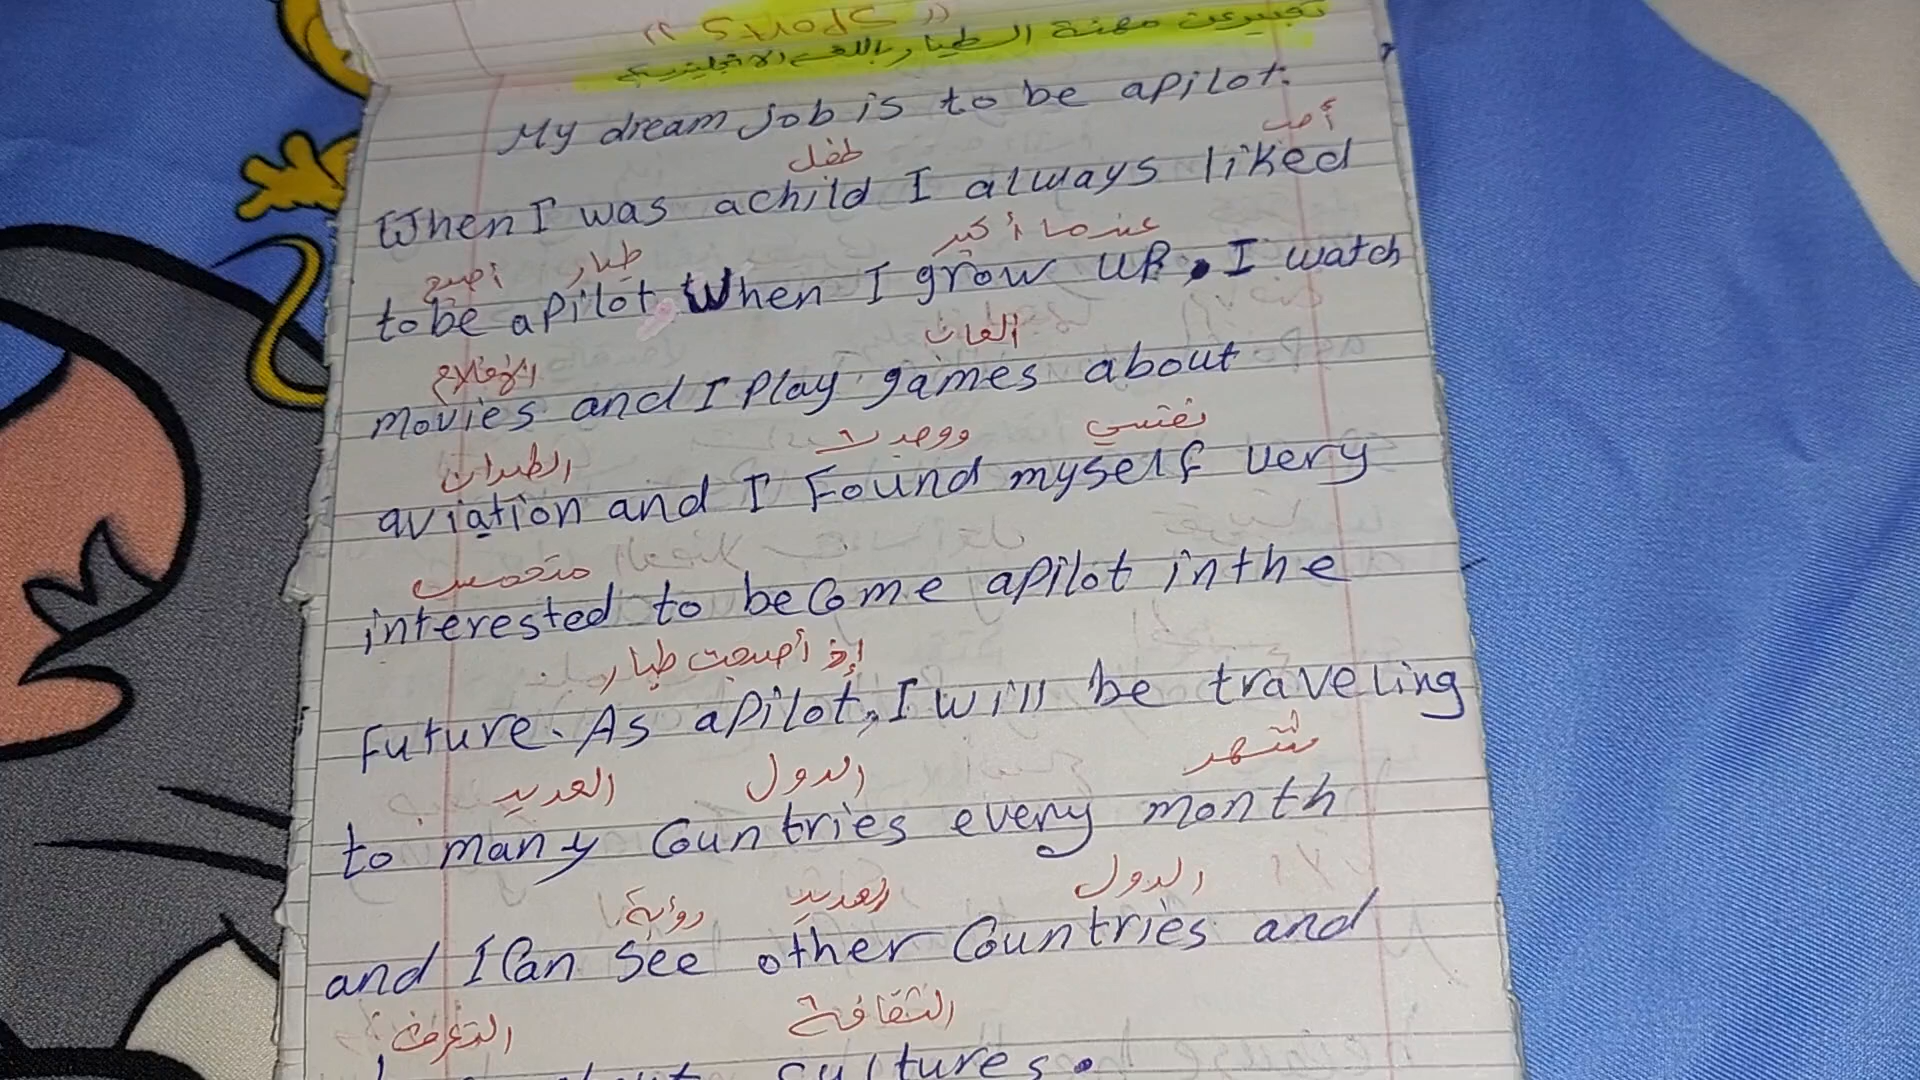 " sports "
تعبير عن مهنة الطيار باللغة الانجليزية
My dream job is to be apilot.
طفل أحب
When I was achild I always liked
أصبح طيار عندما أكبر
to be apilot When I grow up, I watch
الأفلام ألعاب
movies and I play games about
الطيران ووجدت نفسي
aviation and I Found myself very
متحمس
interested to become apilot in the
إذ أصبحت طيار
Future. As apilot, I will be traveling
العديد الدول شهر
to many Countries every month
رؤية العديد الدول
and I Can See other Countries and
التعرف الثقافة
cultures.